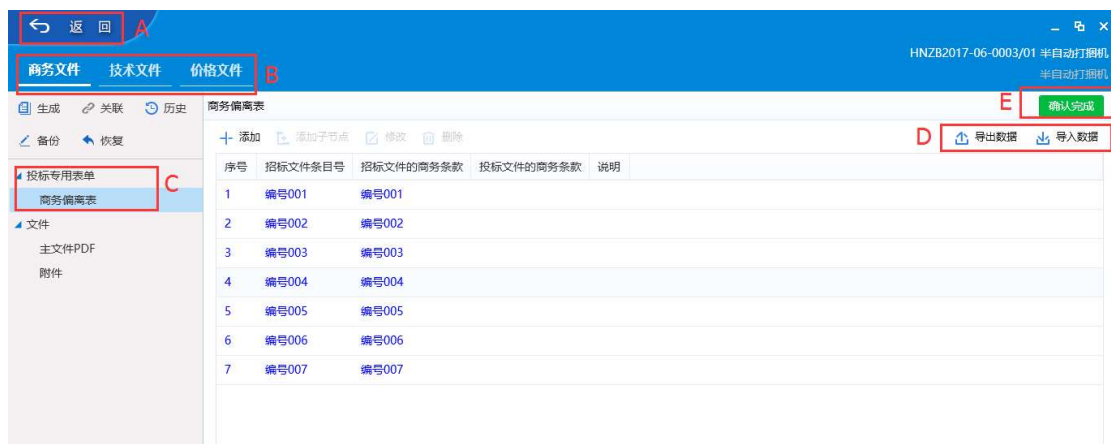 返 回 A
HNZB2017-06-0003/01 半自动打捆机
商务文件 技术文件 价格文件 B
半自动打捆机
生成 关联 历史 商务偏离表 E 确认完成
备份 恢复 添加 添加子节点 修改 删除 D 导出数据 导入数据
投标专用表单 C 序号 招标文件条目号 招标文件的商务条款 投标文件的商务条款 说明
商务偏离表 1 编号001 编号001
文件 2 编号002 编号002
主文件PDF 3 编号003 编号003
附件 4 编号004 编号004
5 编号005 编号005
6 编号006 编号006
7 编号007 编号007